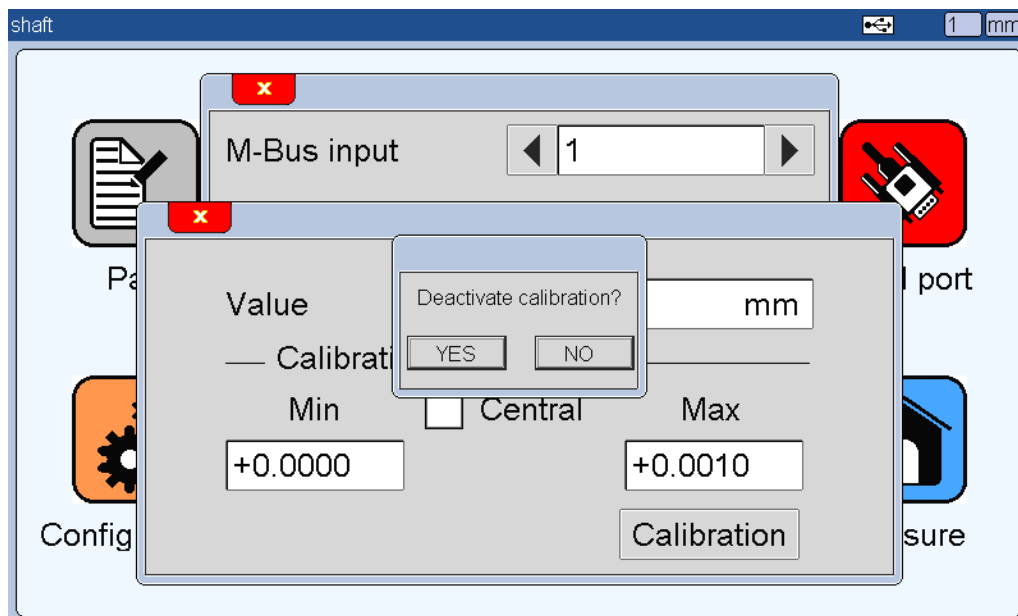 shaft 1 mm
x
M-Bus input 1
x
Pa l port
Value mm
Deactivate calibration?
YES NO
Calibrati
Min Central Max
+0.0000 +0.0010
Config sure
Calibration